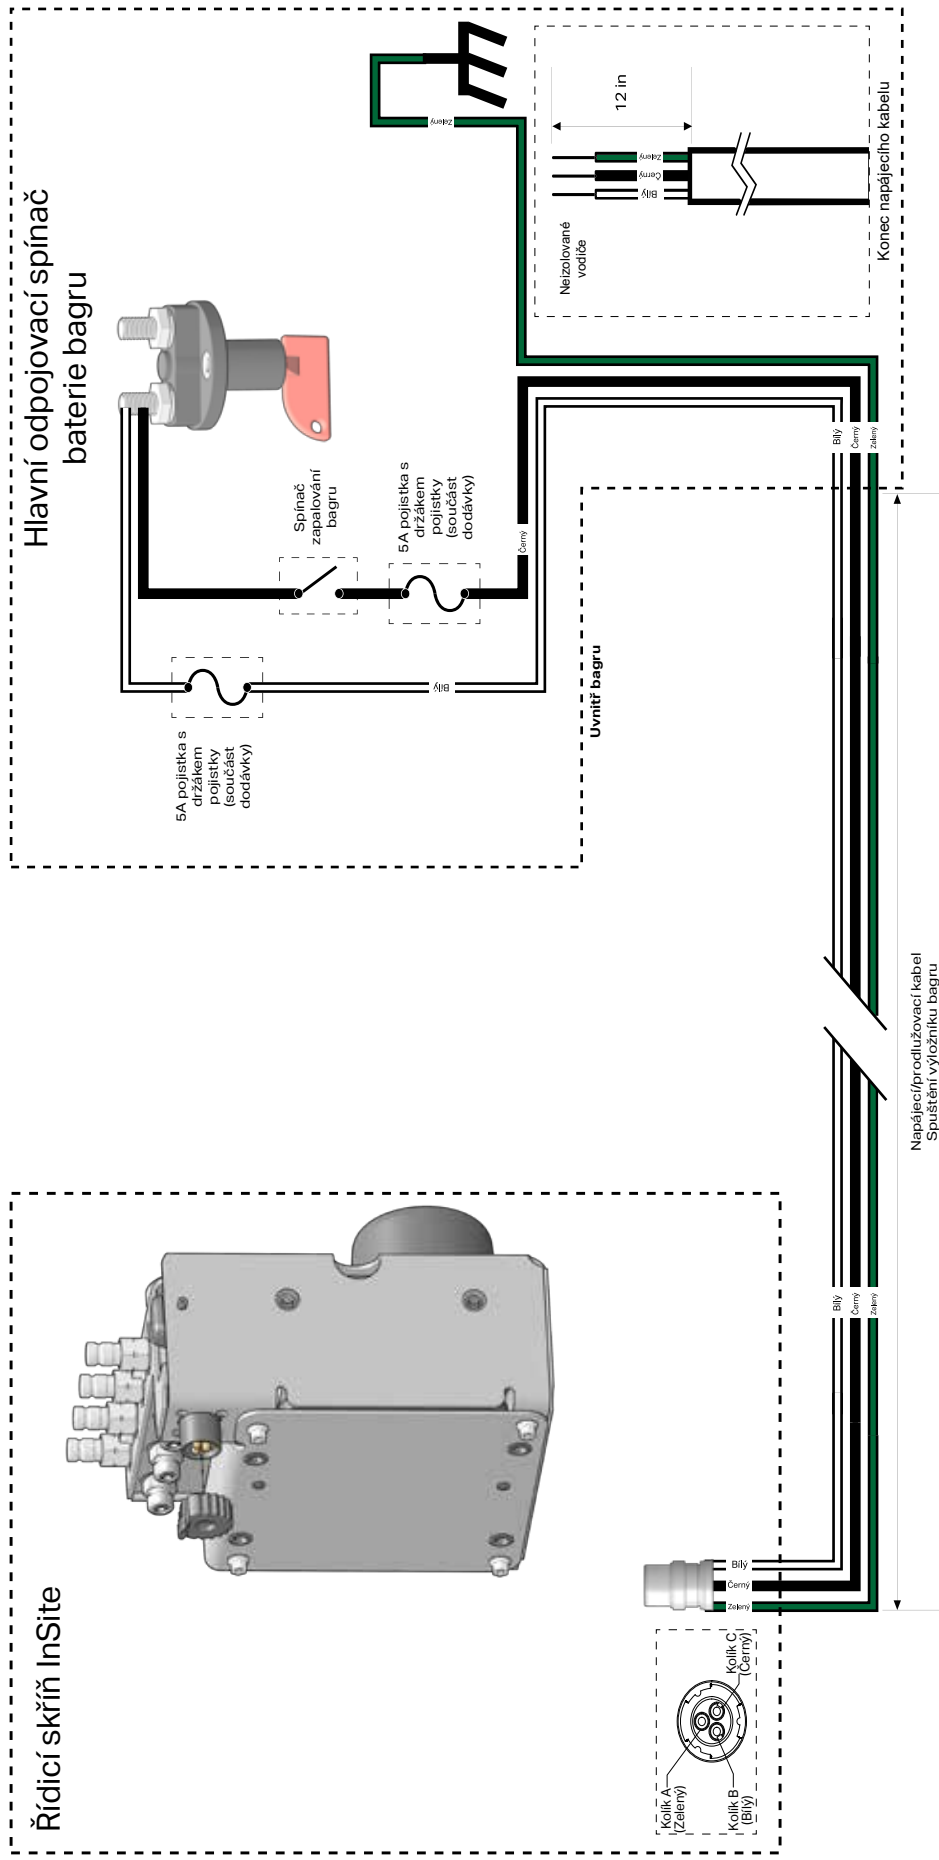 Řídicí skříň InSite
Kolík A
(Zelený)
Kolík B
(Bílý)
Kolík C
(Černý)
Bílý
Černý
Zelený
Bílý
Černý
Zelený
Napájecí/prodlužovací kabel
Spuštění výložníku bagru
Hlavní odpojovací spínač
baterie bagru
5A pojistka s
držákem
pojistky
(součást
dodávky)
Spínač
zapalování
bagru
5A pojistka s
držákem
pojistky
(součást
dodávky)
Bílý
Černý
Uvnitř bagru
Bílý
Černý
Zelený
Zelený
Neizolované
vodiče
12 in
Zelený
Černý
Bílý
Konec napájecího kabelu